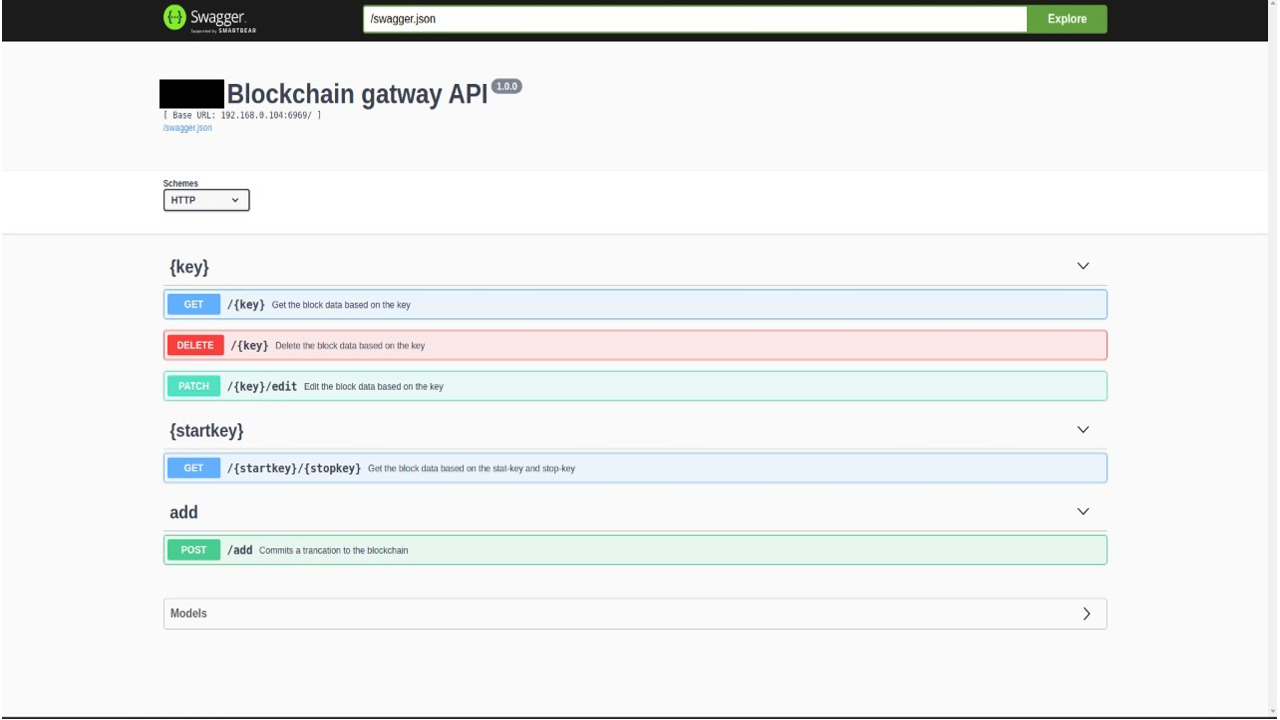 Swagger.
Supported by SMARTBEAR
/swagger.json
Explore
Blockchain gatway API 1.0.0
[ Base URL: 192.168.0.104:6969/ ]
/swagger.json
Schemes
HTTP
{key}
GET /{key} Get the block data based on the key
DELETE /{key} Delete the block data based on the key
PATCH /{key}/edit Edit the block data based on the key
{startkey}
GET /{startkey}/{stopkey} Get the block data based on the stat-key and stop-key
add
POST /add Commits a trancation to the blockchain
Models